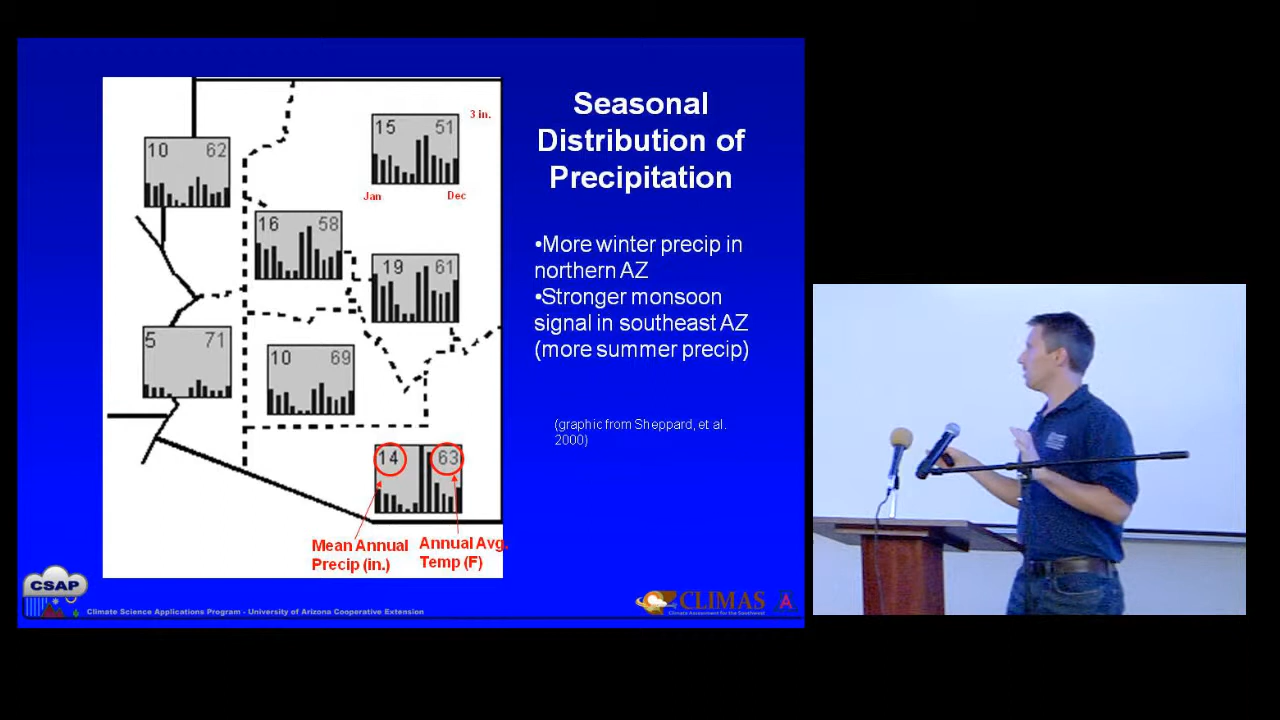 Seasonal
Distribution of
Precipitation
•More winter precip in
northern AZ
•Stronger monsoon
signal in southeast AZ
(more summer precip)
(graphic from Sheppard, et al.
2000)
10 62
15 51
3 in.
Jan Dec
16 58
19 61
5 71
10 69
14 63
Mean Annual
Precip (in.)
Annual Avg.
Temp (F)
CSAP
Climate Science Applications Program - University of Arizona Cooperative Extension
CLIMAS
Climate Assessment for the Southwest
A